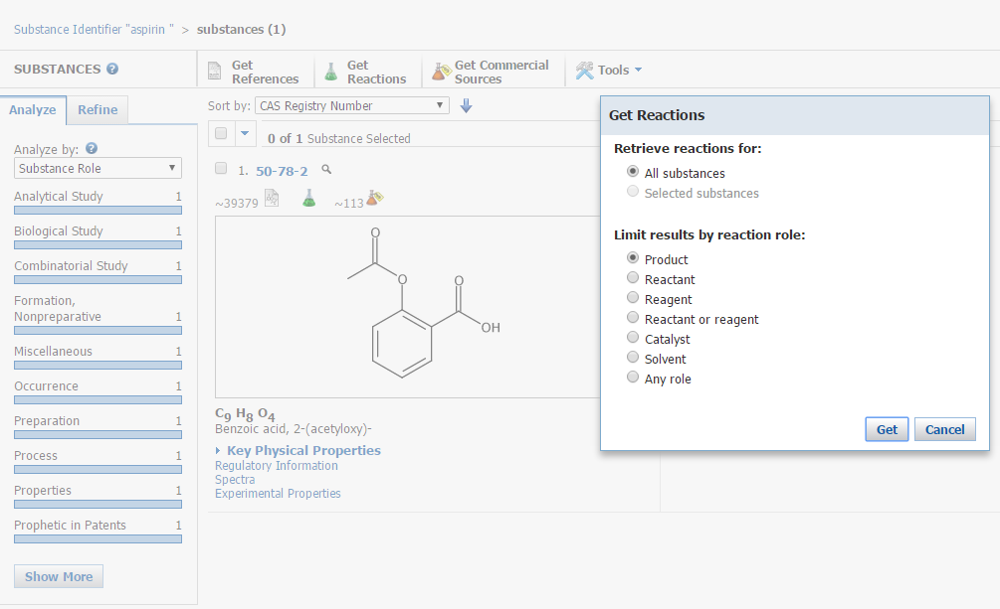 Substance Identifier "aspirin " > substances (1)
SUBSTANCES ?
Get References
Get Reactions
Get Commercial Sources
Tools
Analyze
Refine
Analyze by: ?
Substance Role
Analytical Study 1
Biological Study 1
Combinatorial Study 1
Formation,
Nonpreparative 1
Miscellaneous 1
Occurrence 1
Preparation 1
Process 1
Properties 1
Prophetic in Patents 1
Show More
Sort by: CAS Registry Number
0 of 1 Substance Selected
1. 50-78-2
~39379 ~113
O
O
O
OH
C9 H8 O4
Benzoic acid, 2-(acetyloxy)-
Key Physical Properties
Regulatory Information
Spectra
Experimental Properties
Get Reactions
Retrieve reactions for:
All substances
Selected substances
Limit results by reaction role:
Product
Reactant
Reagent
Reactant or reagent
Catalyst
Solvent
Any role
Get Cancel